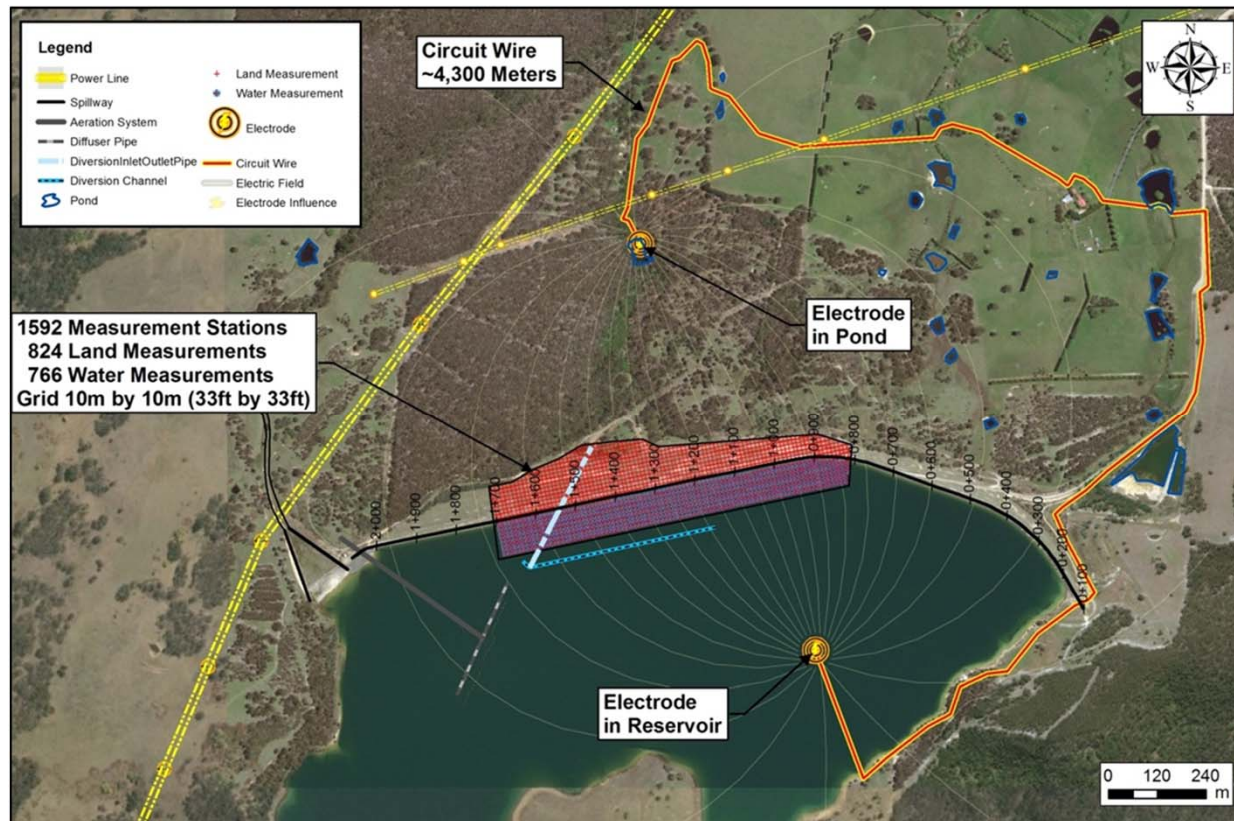 Legend
Power Line
Spillway
Aeration System
Diffuser Pipe
DiversionInletOutletPipe
Diversion Channel
Pond
Land Measurement
Water Measurement
Electrode
Circuit Wire
Electric Field
Electrode Influence
Circuit Wire
~4,300 Meters
N
W E
S
Electrode
in Pond
1592 Measurement Stations
824 Land Measurements
766 Water Measurements
Grid 10m by 10m (33ft by 33ft)
2+000
1+900
1+800
1+700
1+600
1+500
1+400
1+300
1+200
1+100
1+000
0+900
0+800
0+700
0+600
0+500
0+400
0+300
0+200
0+100
Electrode
in Reservoir
0 120 240
m